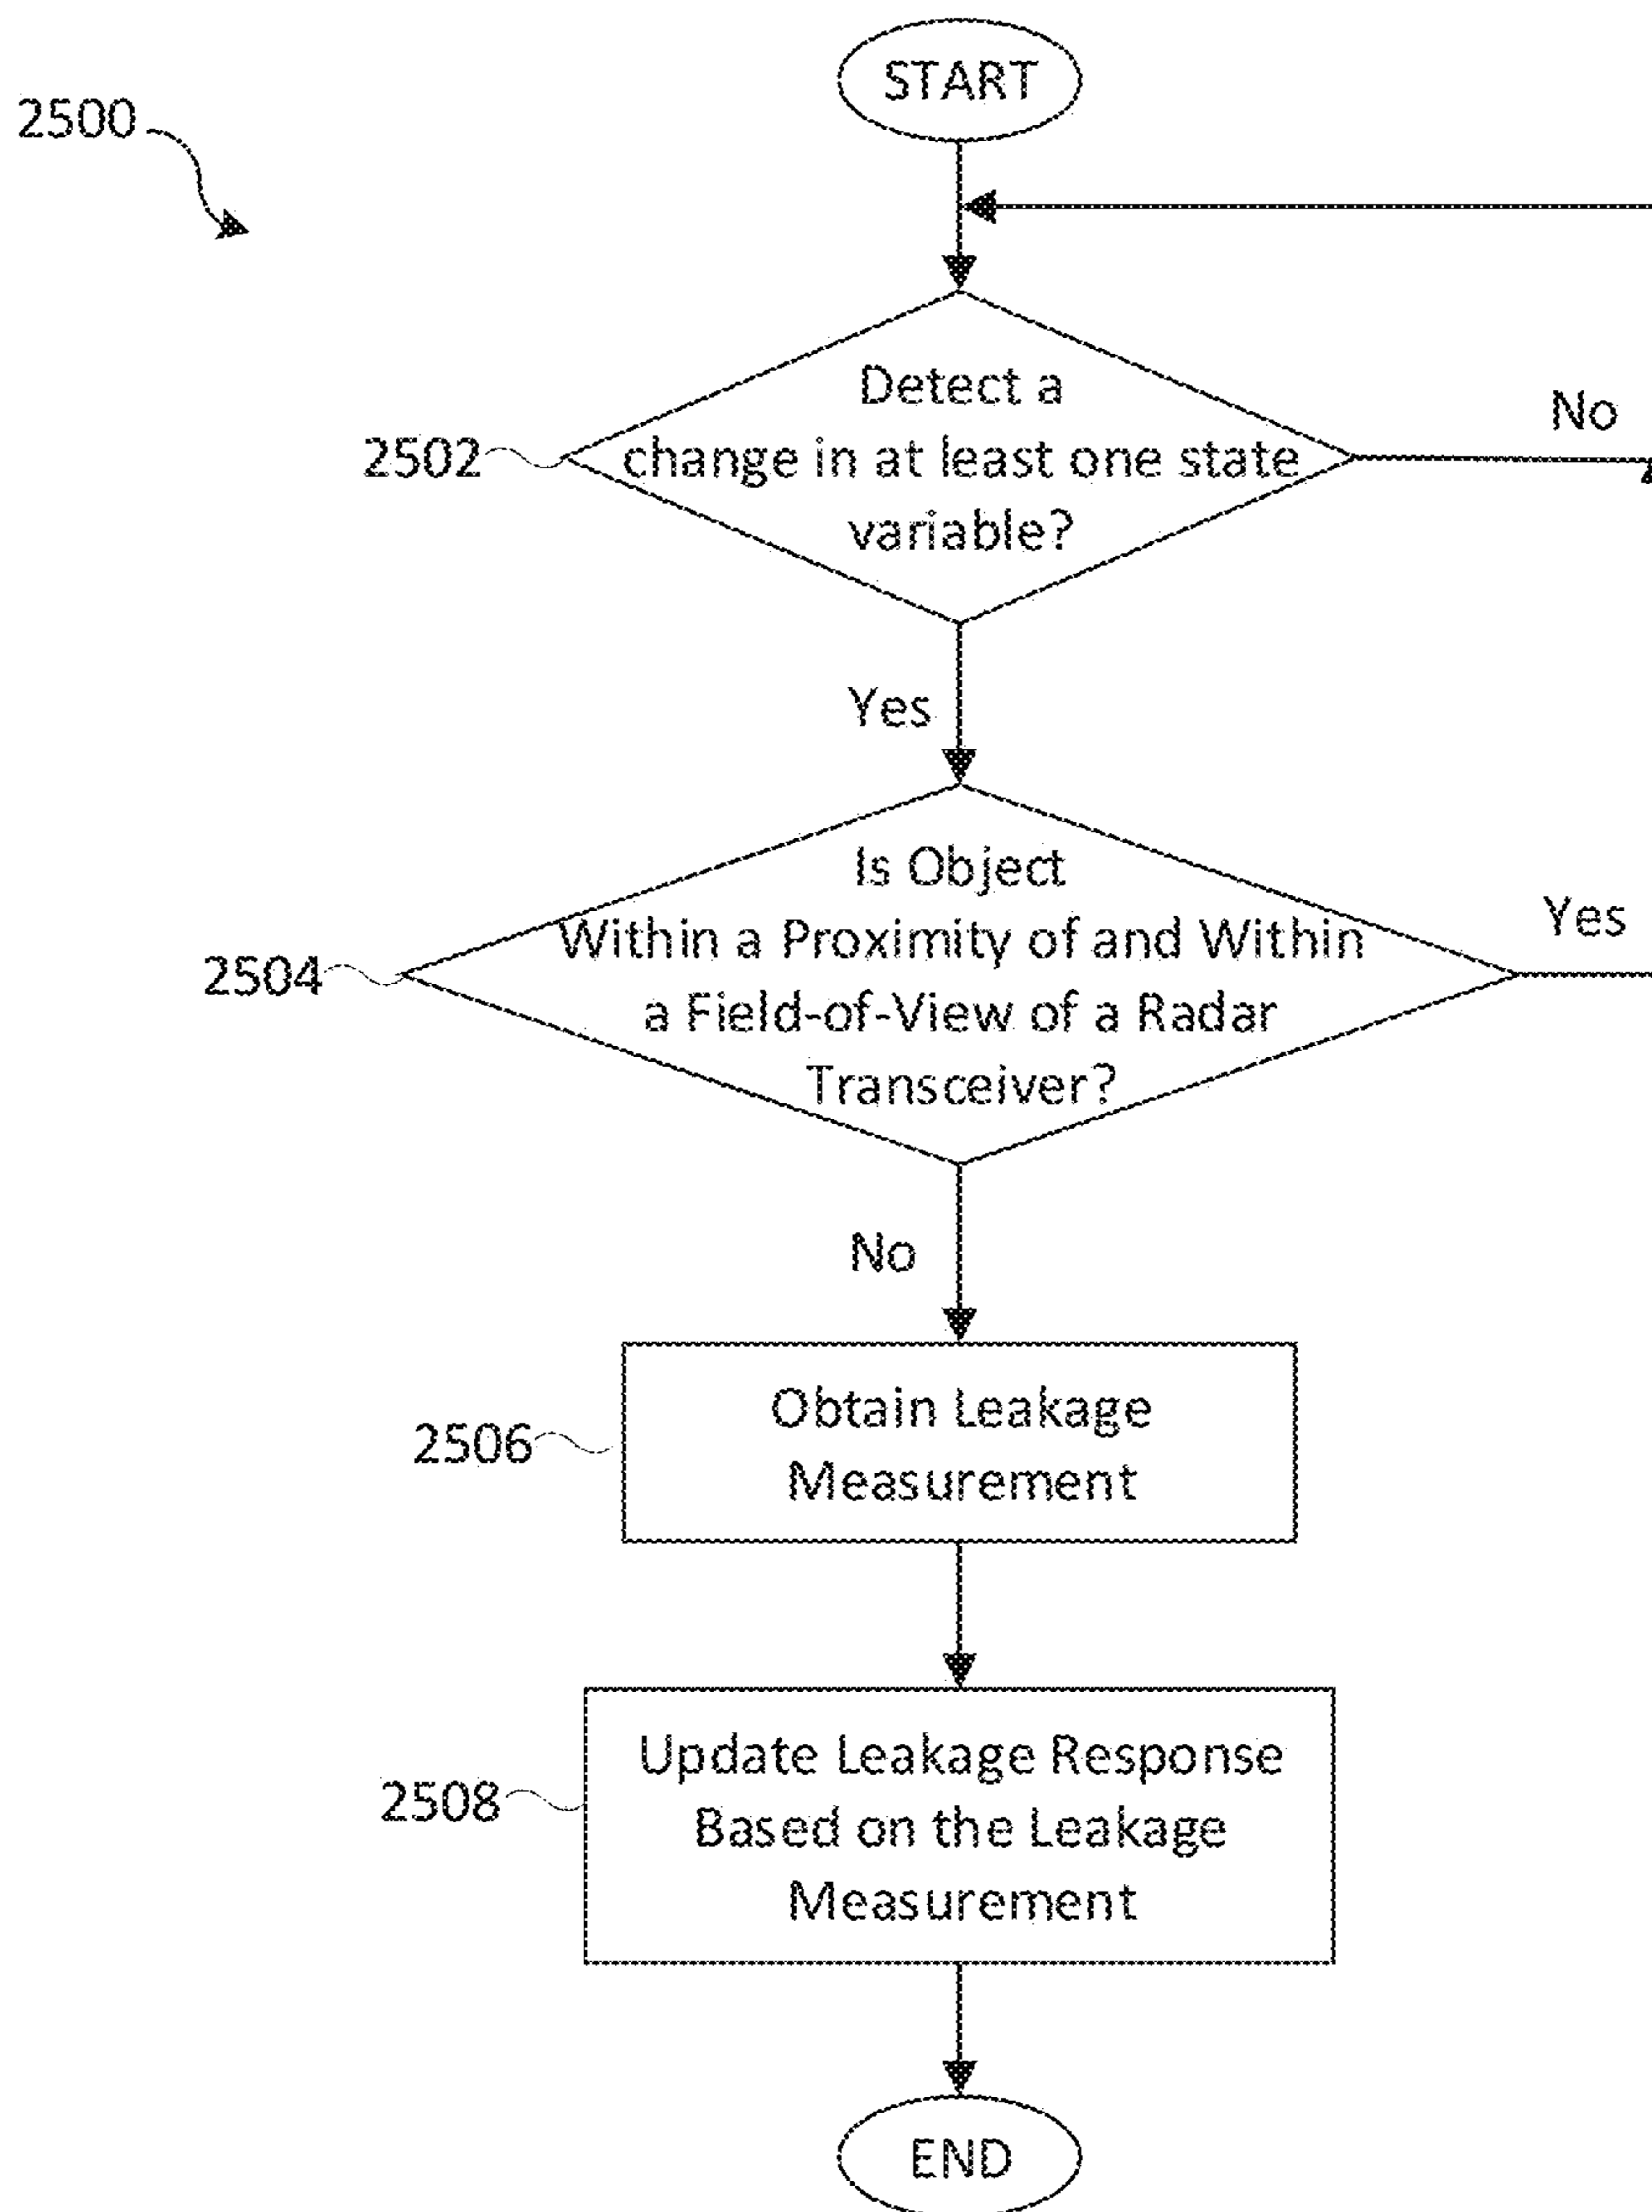 START
2500
Detect a
No
2502
change in at least one state
variable?
Yes
Is Object
Yes
Within a Proximity of and Within
2504
a Field-of-View of a Radar
Transceiver?
No
Obtain Leakage
2506
Measurement
Update Leakage Response
2508
Based on the Leakage
Measurement
END